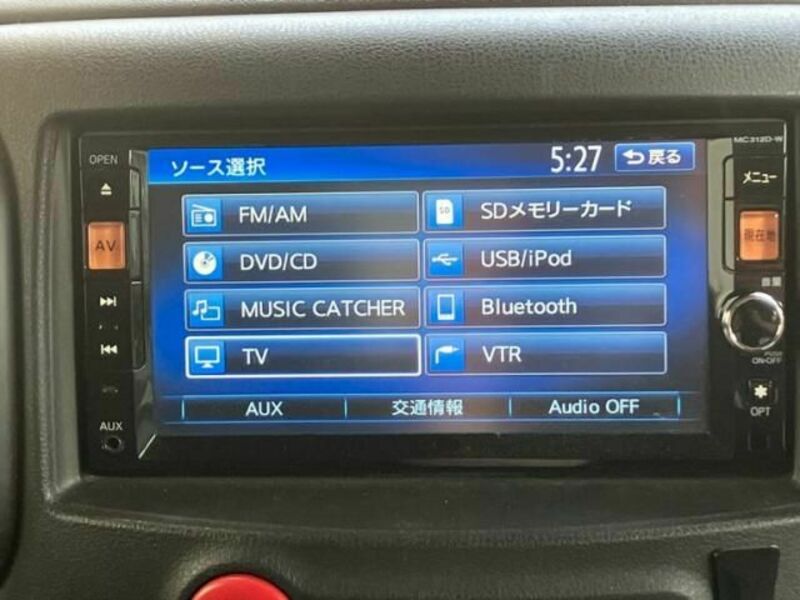 MC312D-W
OPEN
ソース選択
5:27
戻る
メニュー
AV
FM/AM
SDメモリーカード
現在地
DVD/CD
USB/iPod
音量
MUSIC CATCHER
Bluetooth
TV
VTR
PUSH
ON•OFF
AUX
交通情報
Audio OFF
OPT
AUX